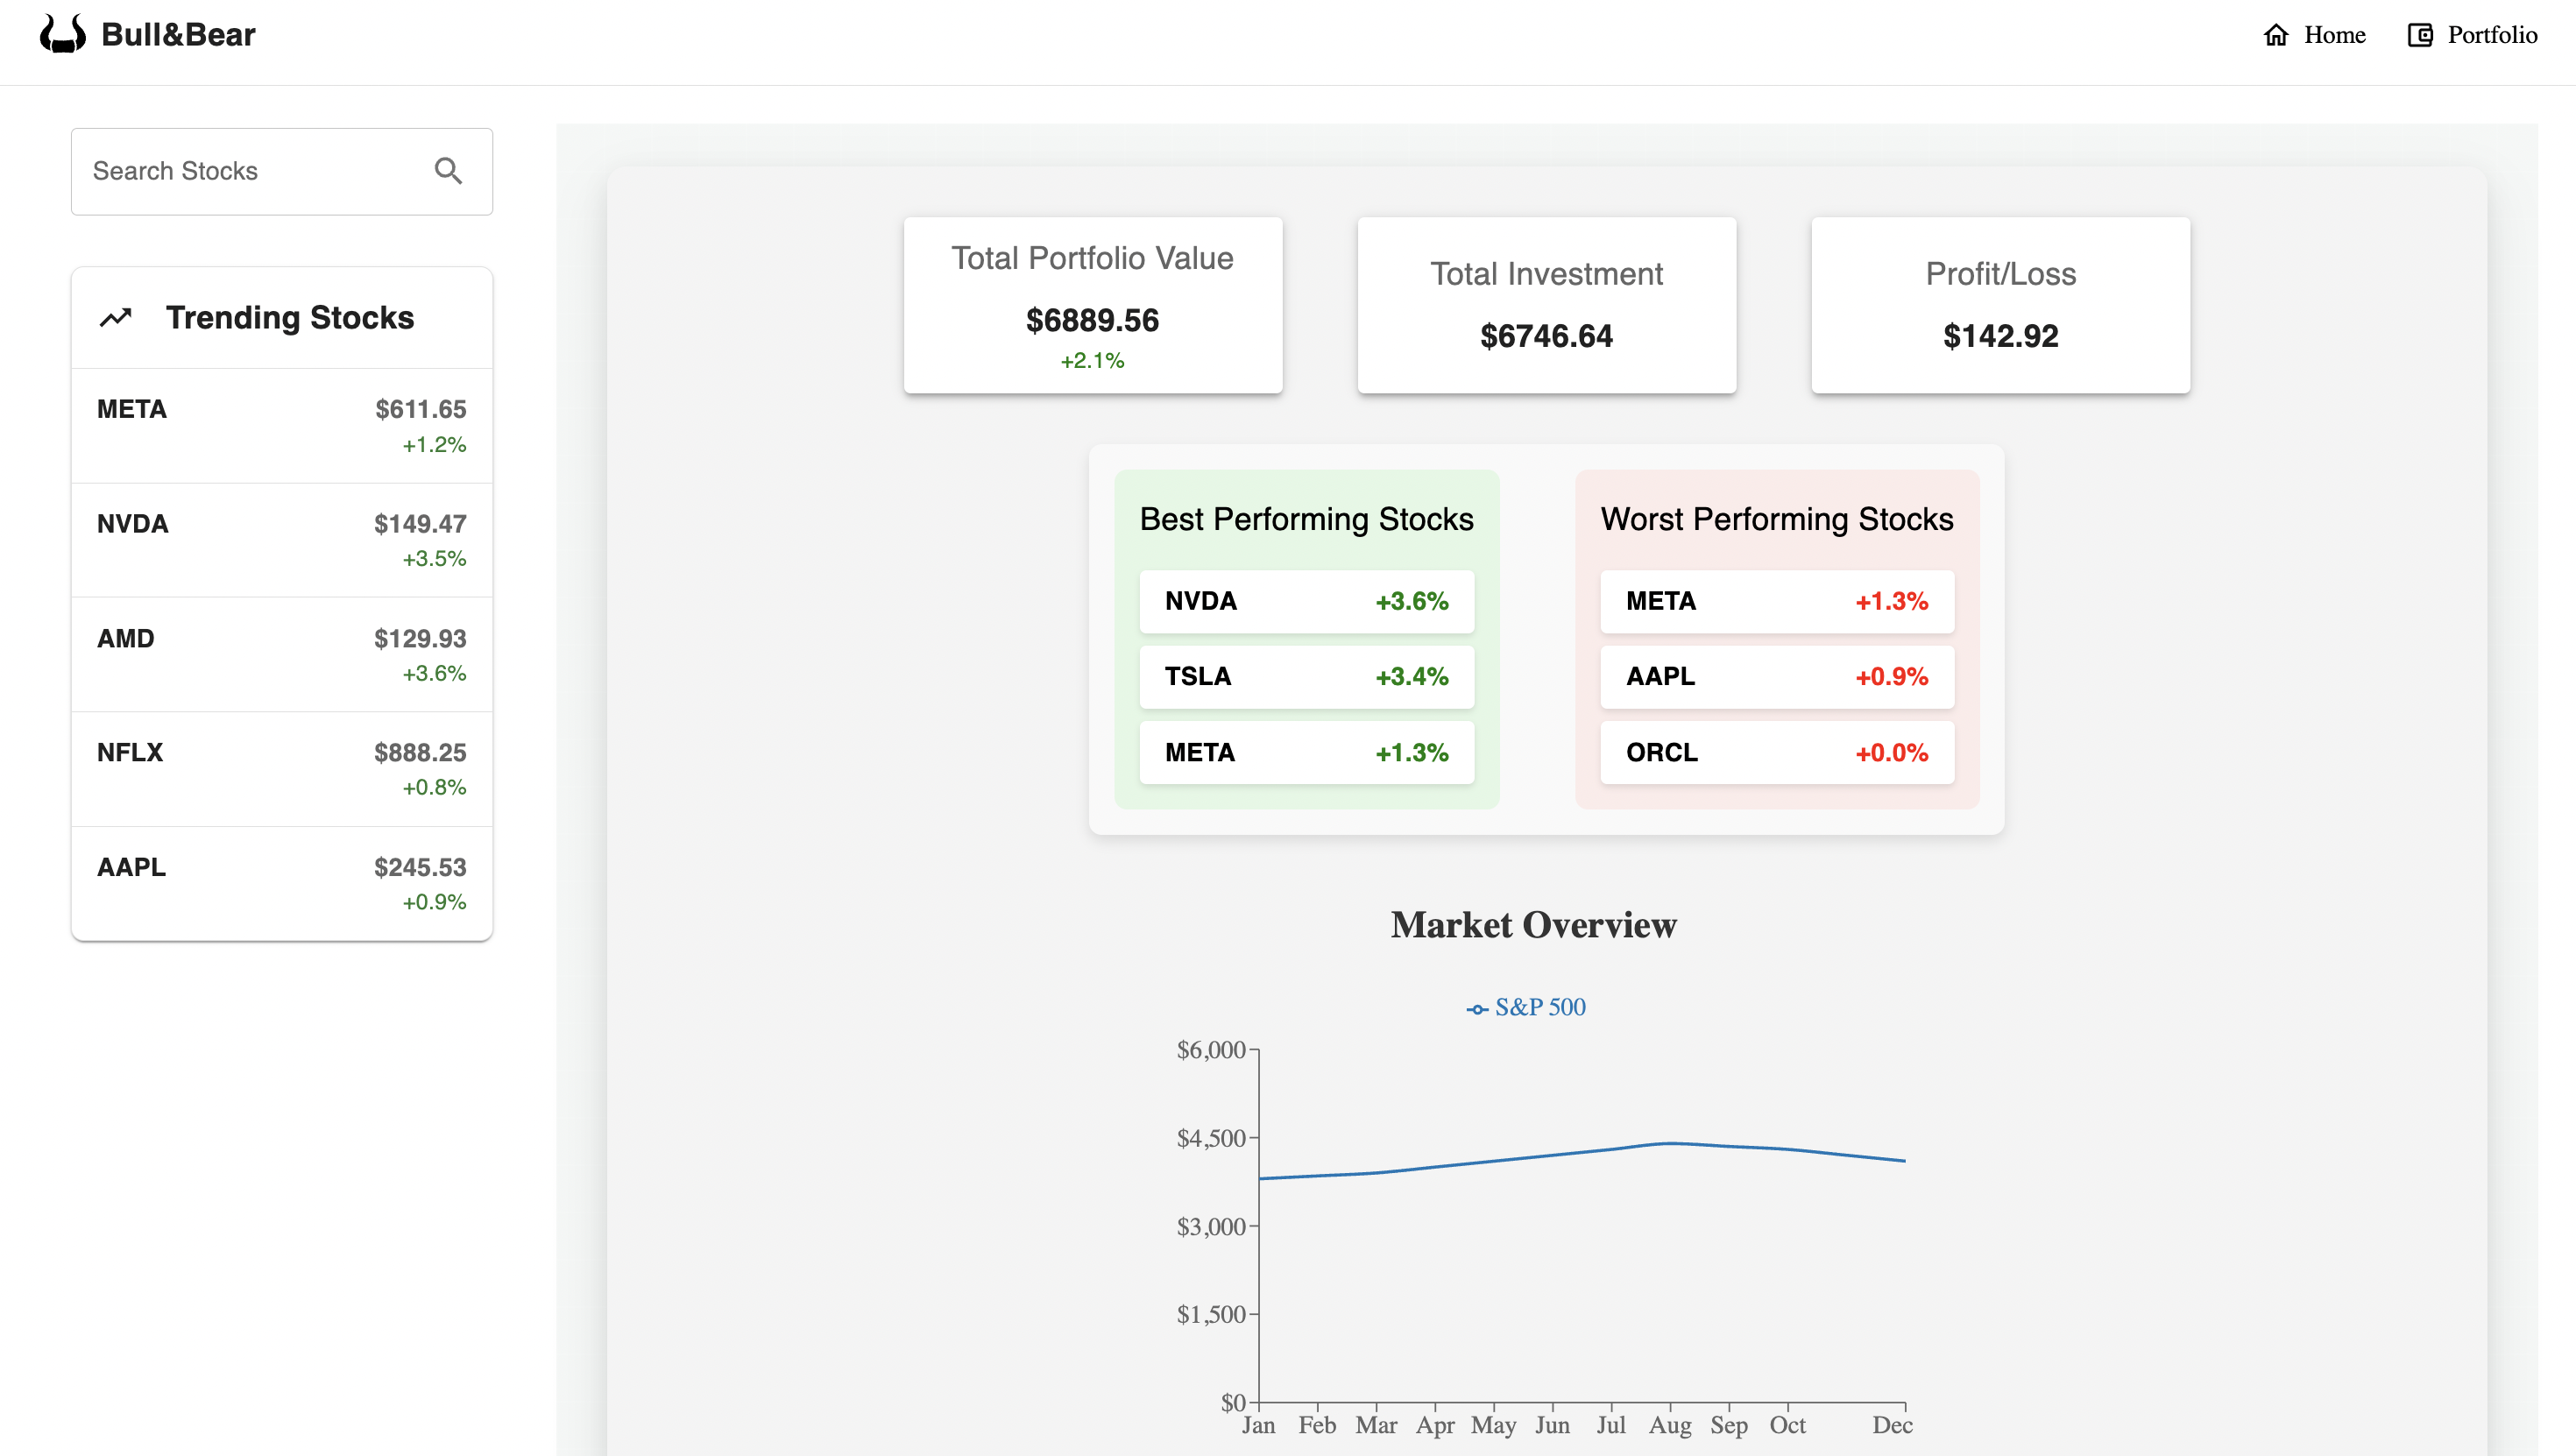 Bull&Bear
Home
Portfolio
Search Stocks
Trending Stocks
META $611.65
+1.2%
NVDA $149.47
+3.5%
AMD $129.93
+3.6%
NFLX $888.25
+0.8%
AAPL $245.53
+0.9%
Total Portfolio Value
$6889.56
+2.1%
Total Investment
$6746.64
Profit/Loss
$142.92
Best Performing Stocks
NVDA +3.6%
TSLA +3.4%
META +1.3%
Worst Performing Stocks
META +1.3%
AAPL +0.9%
ORCL +0.0%
Market Overview
S&P 500
$6,000
$4,500
$3,000
$1,500
$0
Jan Feb Mar Apr May Jun Jul Aug Sep Oct Dec